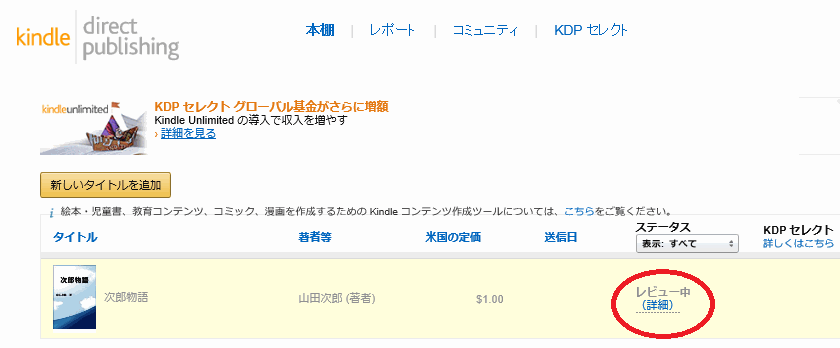 kindle direct publishing
本棚 | レポート | コミュニティ | KDP セレクト
kindleunlimited
KDP セレクト グローバル基金がさらに増額
Kindle Unlimited の導入で収入を増やす
› 詳細を見る
新しいタイトルを追加
i 絵本・児童書、教育コンテンツ、コミック、漫画を作成するための Kindle コンテンツ作成ツールについては、こちらをご覧ください。
タイトル 著者等 米国の定価 送信日 ステータス KDP セレクト
表示: すべて 詳しくはこちら
次郎物語
次郎物語 山田次郎 (著者) $1.00 レビュー中
（詳細）